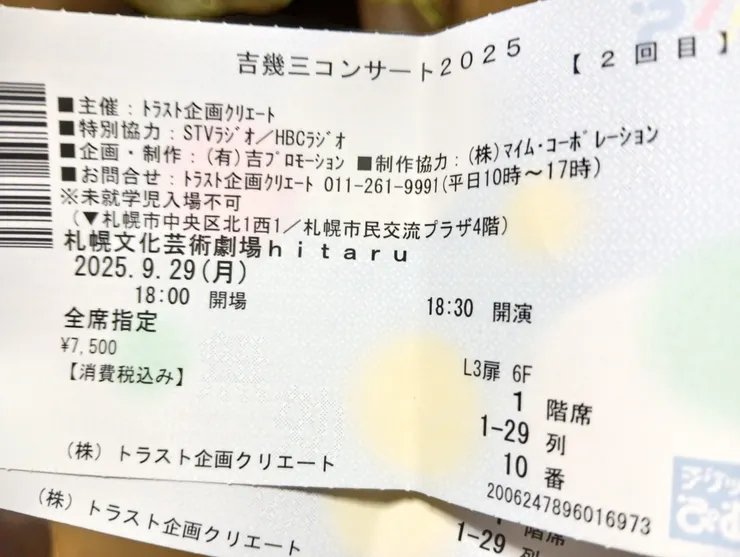 吉幾三コンサート2025
【2回目】
■主催：トラスト企画クリエート
■特別協力：STVラジオ／HBCラジオ
■企画・制作：(有)吉プロモーション ■制作協力：(株)マイム・コーポレーション
■お問合せ：トラスト企画クリエート 011-261-9991(平日10時〜17時)
※未就学児入場不可
(▼札幌市中央区北1西1／札幌市民交流プラザ4階)
札幌文化芸術劇場hitaru
2025.9.29(月)
18:00 開場 18:30 開演
全席指定
¥7,500
【消費税込み】
L3扉 6F
1 階席
1-29 列
10 番
2006247896016973
(株)トラスト企画クリエート
(株)トラスト企画クリエート
階席
1-29 列